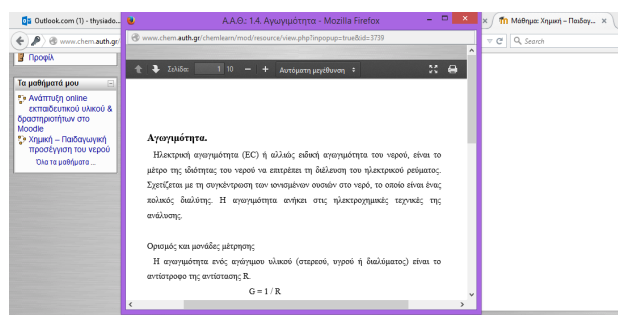 Outlook.com (1) - thysiado...
Α.Α.Θ.: 1.4. Αγωγιμότητα - Mozilla Firefox
Μάθημα: Χημική – Παιδαγ...
www.chem.auth.gr/
www.chem.auth.gr/chemlearn/mod/resource/view.php?inpopup=true&id=3739
Search
Προφίλ
Σελίδα: 1 10 Αυτόματη μεγέθυνση
Τα μαθήματά μου
Ανάπτυξη online
εκπαιδευτικού υλικού &
δραστηριοτήτων στο
Moodle
Χημική – Παιδαγωγική
προσέγγιση του νερού
Όλα τα μαθήματα ...
Αγωγιμότητα.
Ηλεκτρική αγωγιμότητα (EC) ή αλλιώς ειδική αγωγιμότητα του νερού, είναι το
μέτρο της ιδιότητας του νερού να επιτρέπει τη διέλευση του ηλεκτρικού ρεύματος.
Σχετίζεται με τη συγκέντρωση των ιονισμένων ουσιών στο νερό, το οποίο είναι ένας
πολικός διαλύτης. Η αγωγιμότητα ανήκει στις ηλεκτροχημικές τεχνικές της
ανάλυσης.
Ορισμός και μονάδες μέτρησης
Η αγωγιμότητα ενός αγώγιμου υλικού (στερεού, υγρού ή διαλύματος) είναι το
αντίστροφο της αντίστασης R.
G = 1 / R